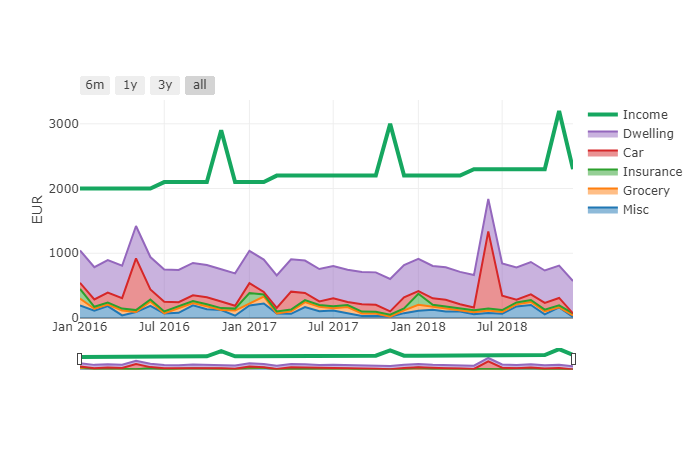 6m 1y 3y all
3000
2000
1000
0
EUR
Jan 2016 Jul 2016 Jan 2017 Jul 2017 Jan 2018 Jul 2018
Income
Dwelling
Car
Insurance
Grocery
Misc